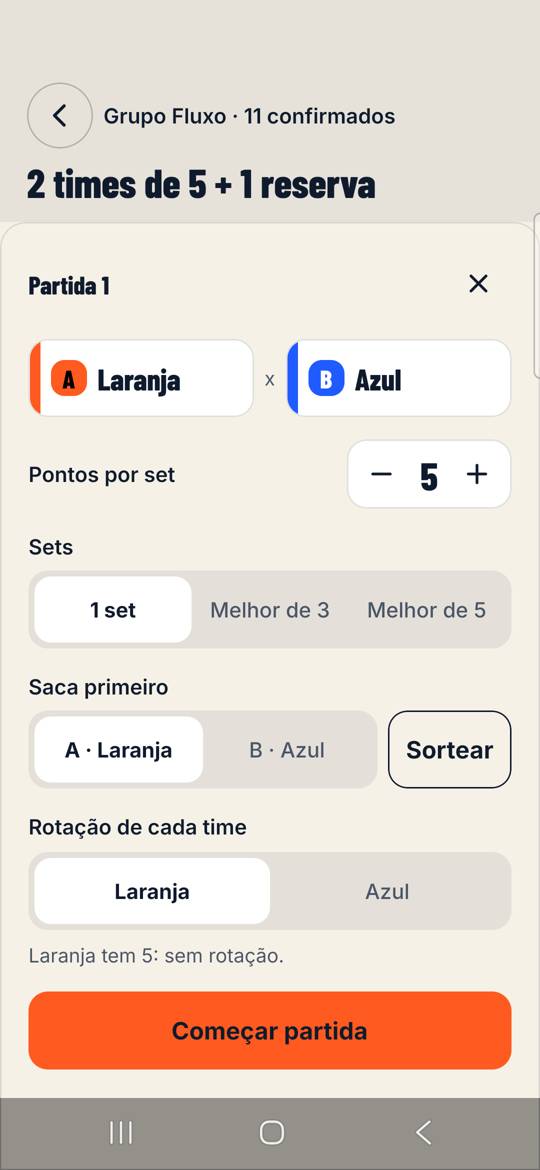 Grupo Fluxo · 11 confirmados
2 times de 5 + 1 reserva
Partida 1
A Laranja x B Azul
Pontos por set − 5 +
Sets
1 set Melhor de 3 Melhor de 5
Saca primeiro
A · Laranja B · Azul Sortear
Rotação de cada time
Laranja Azul
Laranja tem 5: sem rotação.
Começar partida